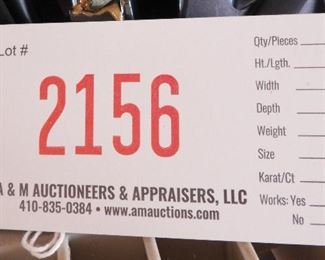 Lot #
2156
A & M AUCTIONEERS & APPRAISERS, LLC
410-835-0384 • www.amauctions.com
Qty/Pieces
Ht./Lgth.
Width
Depth
Weight
Size
Karat/Ct
Works: Yes
No